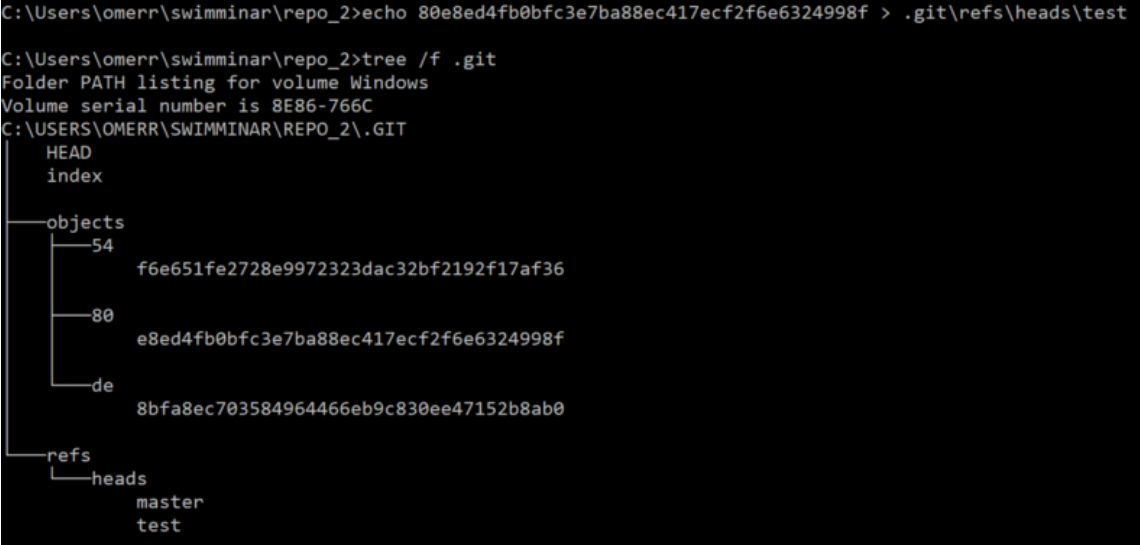 C:\Users\omerr\swimminar\repo_2>echo 80e8ed4fb0bfc3e7ba88ec417ecf2f6e6324998f > .git\refs\heads\test
C:\Users\omerr\swimminar\repo_2>tree /f .git
Folder PATH listing for volume Windows
Volume serial number is 8E86-766C
C:\USERS\OMERR\SWIMMINAR\REPO_2\.GIT
HEAD
index
objects
54
f6e651fe2728e9972323dac32bf2192f17af36
80
e8ed4fb0bfc3e7ba88ec417ecf2f6e6324998f
de
8bfa8ec703584964466eb9c830ee47152b8ab0
refs
heads
master
test